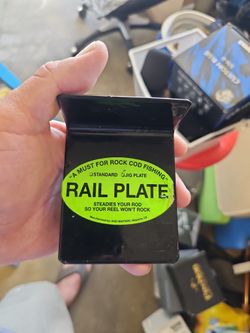 A MUST FOR ROCK COD FISHING
STANDARD JIG PLATE
RAIL PLATE
STEADIES YOUR ROD
SO YOUR REEL WON'T ROCK